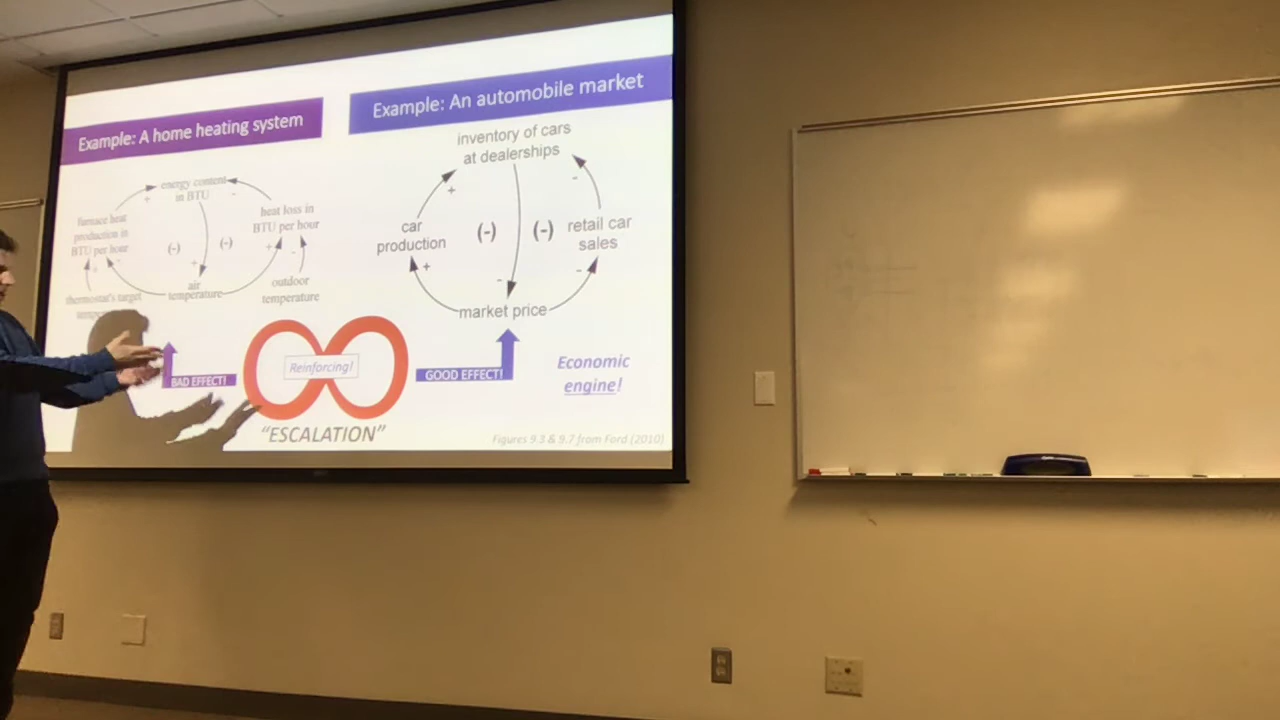 Example: A home heating system
energy content
in BTU
+
-
furnace heat
production in
BTU per hour
heat loss in
BTU per hour
(-)
(-)
+
-
+
+
-
air
temperature
outdoor
temperature
thermostat's target
BAD EFFECT!
Example: An automobile market
inventory of cars
at dealerships
+
-
car
production
(-)
(-)
retail car
sales
+
-
-
market price
Reinforcing!
GOOD EFFECT!
Economic
engine!
"ESCALATION"
Figures 9.3 & 9.7 from Ford (2010)